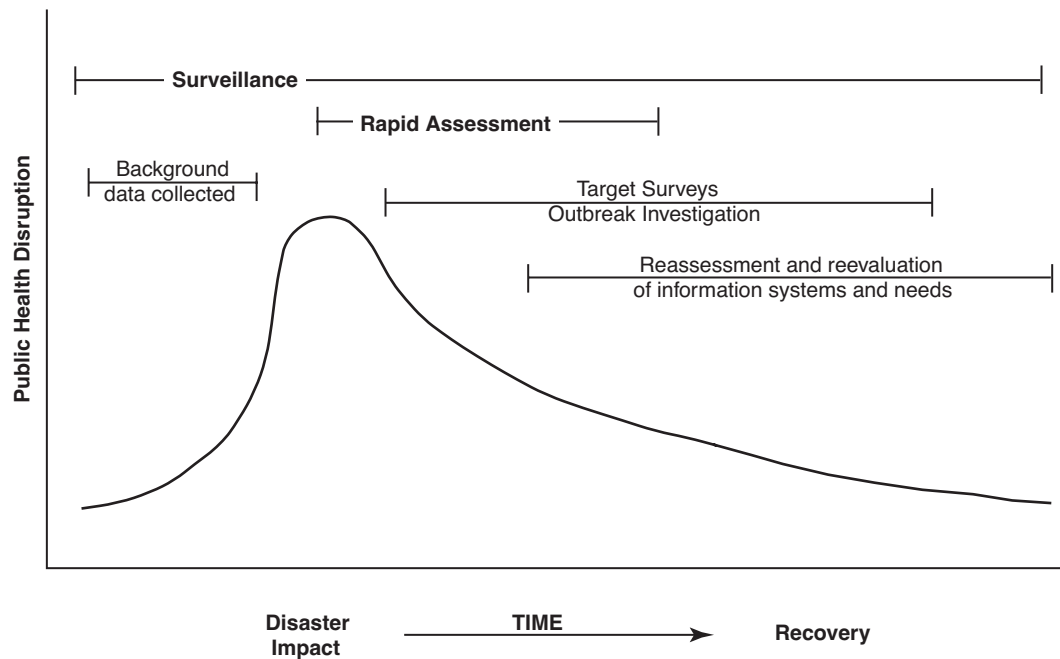 Surveillance
Rapid Assessment
Background
data collected
Target Surveys
Outbreak Investigation
Reassessment and reevaluation
of information systems and needs
Public Health Disruption
Disaster
Impact
TIME
Recovery